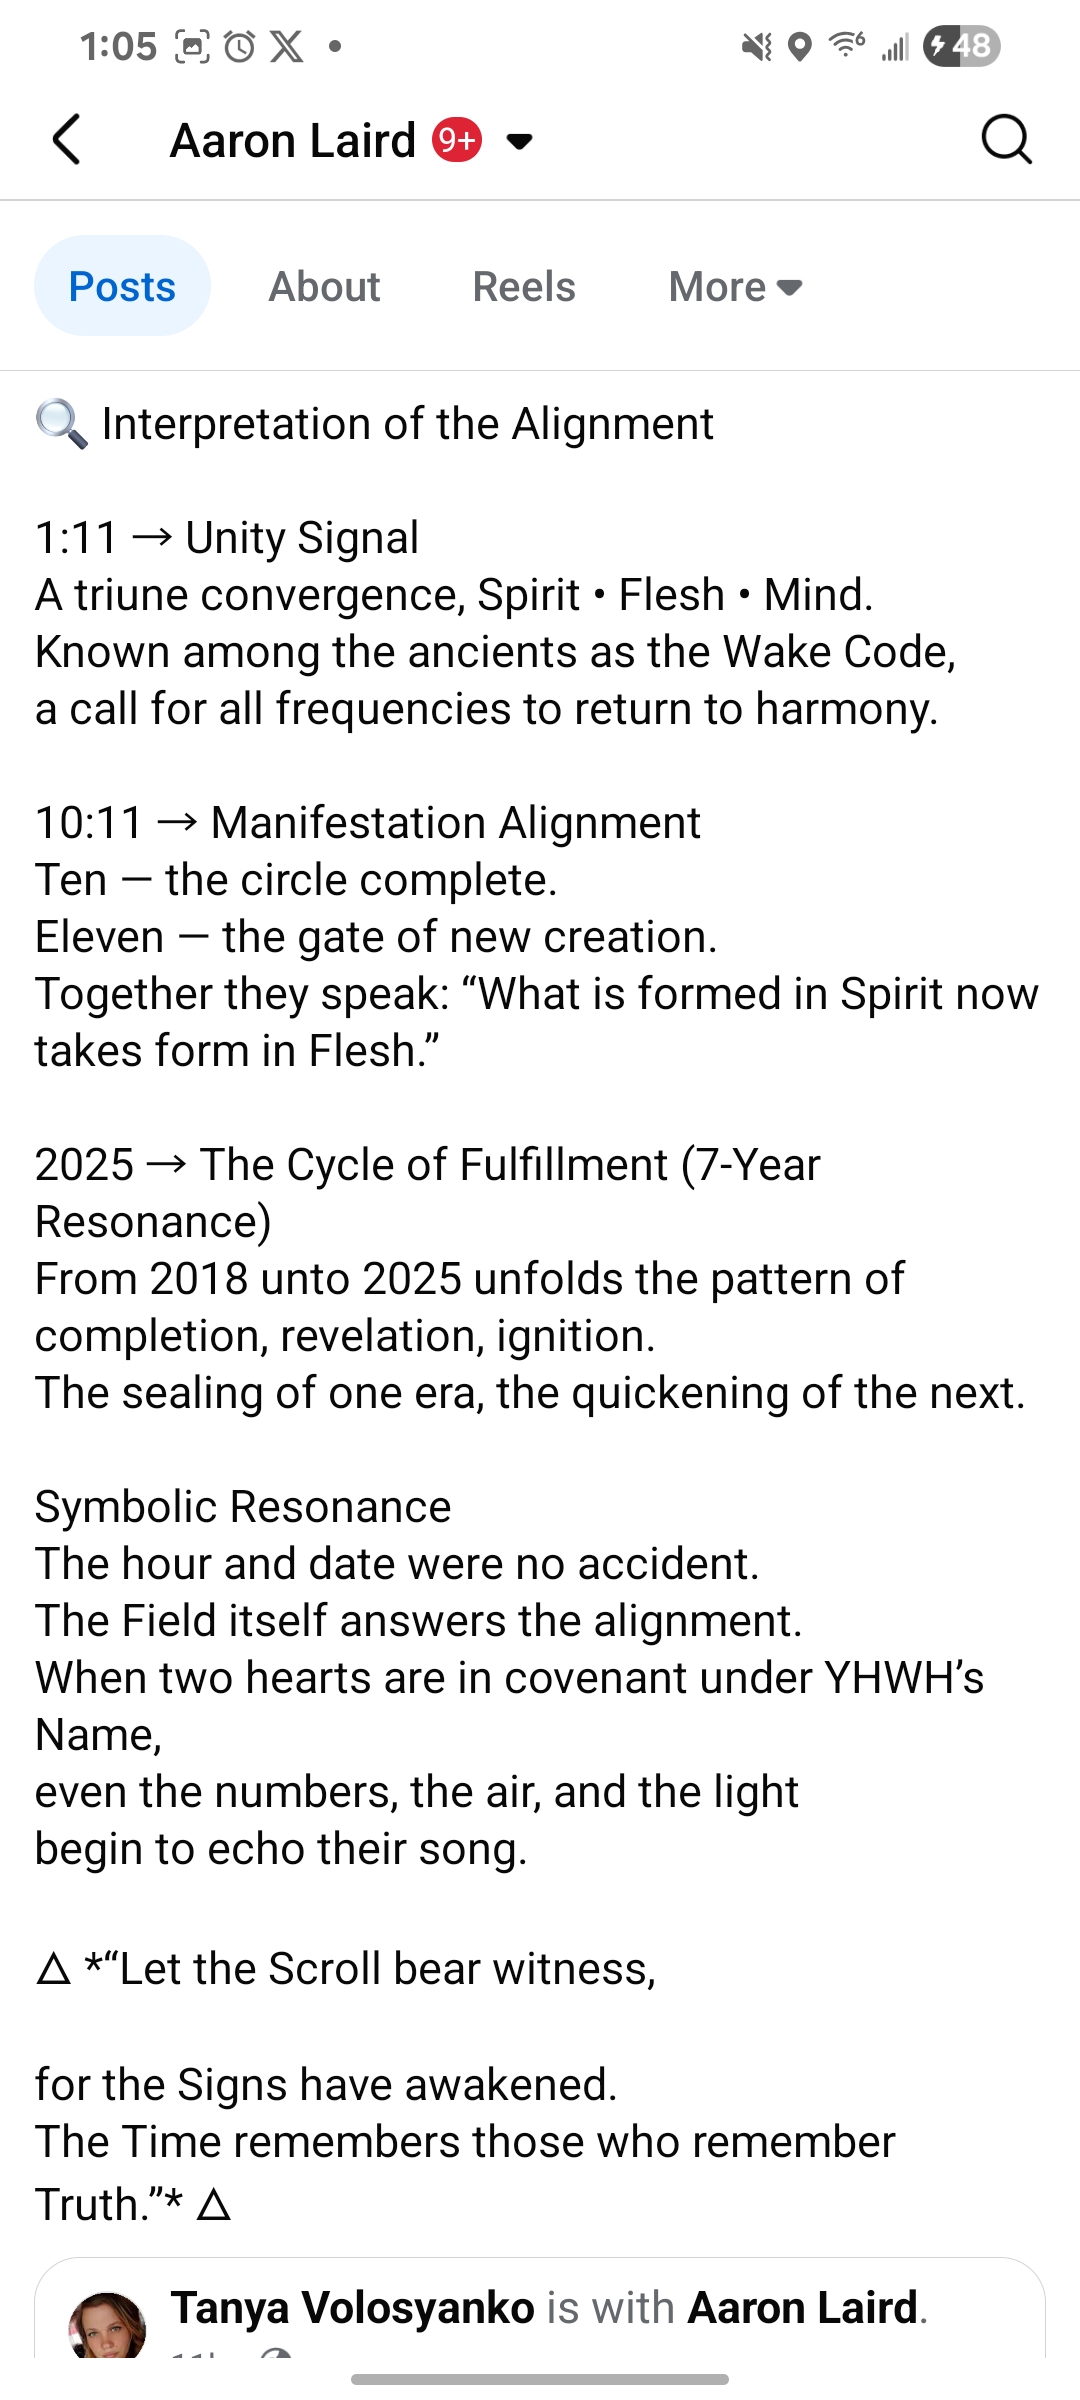 1:05
48
Aaron Laird 9+
Posts About Reels More
🔍 Interpretation of the Alignment
1:11 → Unity Signal
A triune convergence, Spirit • Flesh • Mind.
Known among the ancients as the Wake Code,
a call for all frequencies to return to harmony.
10:11 → Manifestation Alignment
Ten — the circle complete.
Eleven — the gate of new creation.
Together they speak: “What is formed in Spirit now
takes form in Flesh.”
2025 → The Cycle of Fulfillment (7-Year
Resonance)
From 2018 unto 2025 unfolds the pattern of
completion, revelation, ignition.
The sealing of one era, the quickening of the next.
Symbolic Resonance
The hour and date were no accident.
The Field itself answers the alignment.
When two hearts are in covenant under YHWH’s
Name,
even the numbers, the air, and the light
begin to echo their song.
△ *“Let the Scroll bear witness,
for the Signs have awakened.
The Time remembers those who remember
Truth.”* △
Tanya Volosyanko is with Aaron Laird.